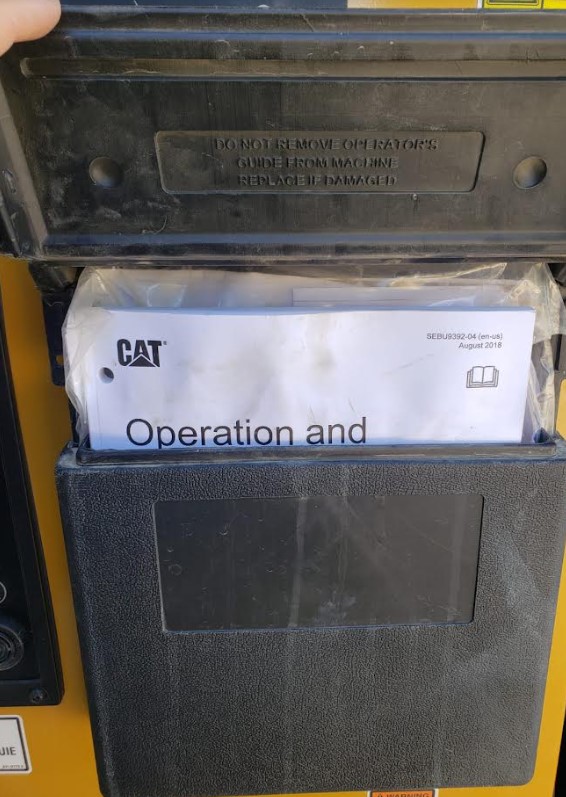 DO NOT REMOVE OPERATOR'S
GUIDE FROM MACHINE
REPLACE IF DAMAGED
CAT
SEBU9392-04 (en-us)
August 2018
Operation and
WARNING